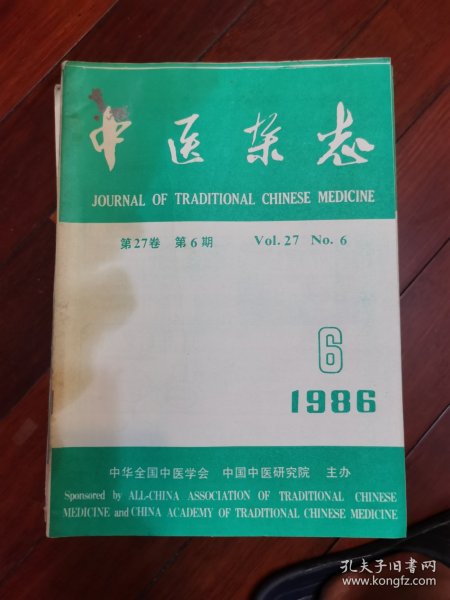 中医杂志
JOURNAL OF TRADITIONAL CHINESE MEDICINE
第27卷 第6期 Vol. 27 No. 6
6
1986
中华全国中医学会 中国中医研究院 主办
Sponsored by ALL-CHINA ASSOCIATION OF TRADITIONAL CHINESE
MEDICINE and CHINA ACADEMY OF TRADITIONAL CHINESE MEDICINE
孔夫子旧书网
www.kongfz.com